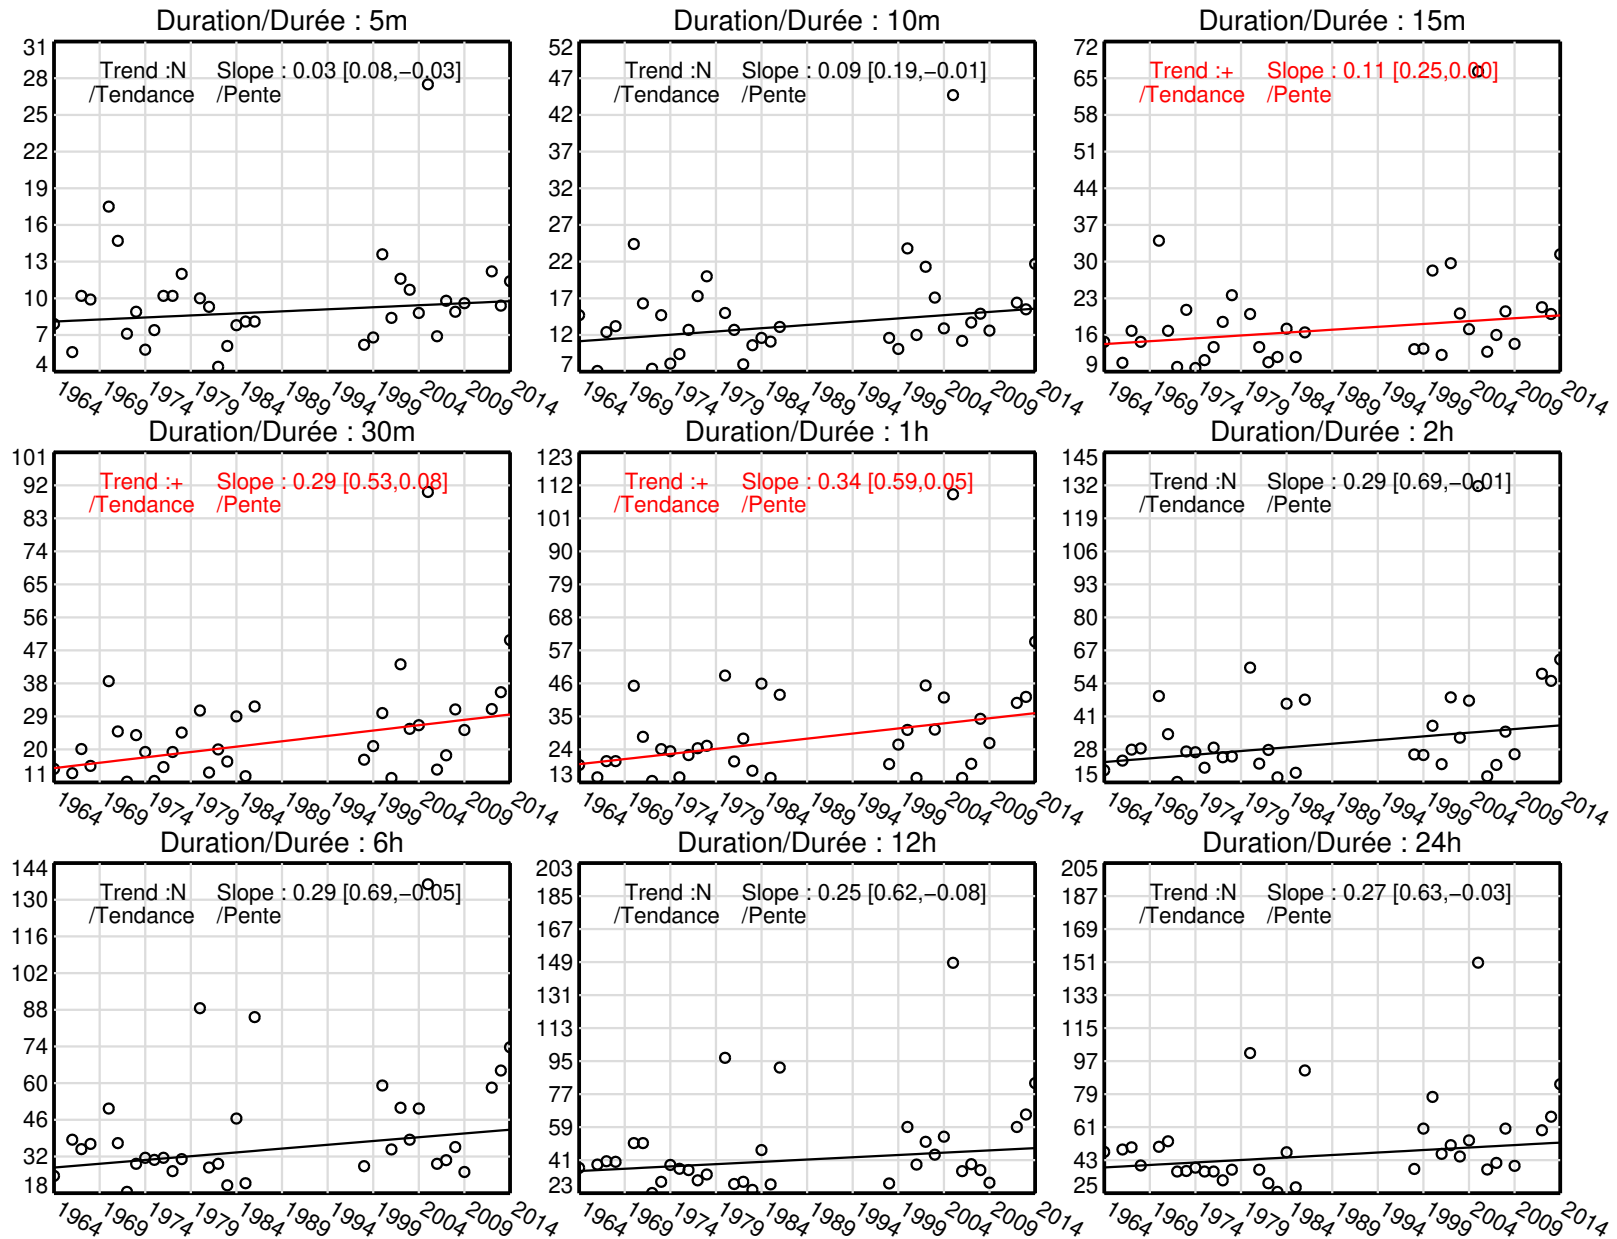 Duration/Durée : 5m
31
28
25
22
19
16
13
10
7
4
Trend :N Slope : 0.03 [0.08,−0.03]
/Tendance /Pente
1964 1969 1974 1979 1984 1989 1994 1999 2004 2009 2014
Duration/Durée : 10m
52
47
42
37
32
27
22
17
12
7
Trend :N Slope : 0.09 [0.19,−0.01]
/Tendance /Pente
1964 1969 1974 1979 1984 1989 1994 1999 2004 2009 2014
Duration/Durée : 15m
72
65
58
51
44
37
30
23
16
9
Trend :+ Slope : 0.11 [0.25,0.00]
/Tendance /Pente
1964 1969 1974 1979 1984 1989 1994 1999 2004 2009 2014
Duration/Durée : 30m
101
92
83
74
65
56
47
38
29
20
11
Trend :+ Slope : 0.29 [0.53,0.08]
/Tendance /Pente
1964 1969 1974 1979 1984 1989 1994 1999 2004 2009 2014
Duration/Durée : 1h
123
112
101
90
79
68
57
46
35
24
13
Trend :+ Slope : 0.34 [0.59,0.05]
/Tendance /Pente
1964 1969 1974 1979 1984 1989 1994 1999 2004 2009 2014
Duration/Durée : 2h
145
132
119
106
93
80
67
54
41
28
15
Trend :N Slope : 0.29 [0.69,−0.01]
/Tendance /Pente
1964 1969 1974 1979 1984 1989 1994 1999 2004 2009 2014
Duration/Durée : 6h
144
130
116
102
88
74
60
46
32
18
Trend :N Slope : 0.29 [0.69,−0.05]
/Tendance /Pente
1964 1969 1974 1979 1984 1989 1994 1999 2004 2009 2014
Duration/Durée : 12h
203
185
167
149
131
113
95
77
59
41
23
Trend :N Slope : 0.25 [0.62,−0.08]
/Tendance /Pente
1964 1969 1974 1979 1984 1989 1994 1999 2004 2009 2014
Duration/Durée : 24h
205
187
169
151
133
115
97
79
61
43
25
Trend :N Slope : 0.27 [0.63,−0.03]
/Tendance /Pente
1964 1969 1974 1979 1984 1989 1994 1999 2004 2009 2014